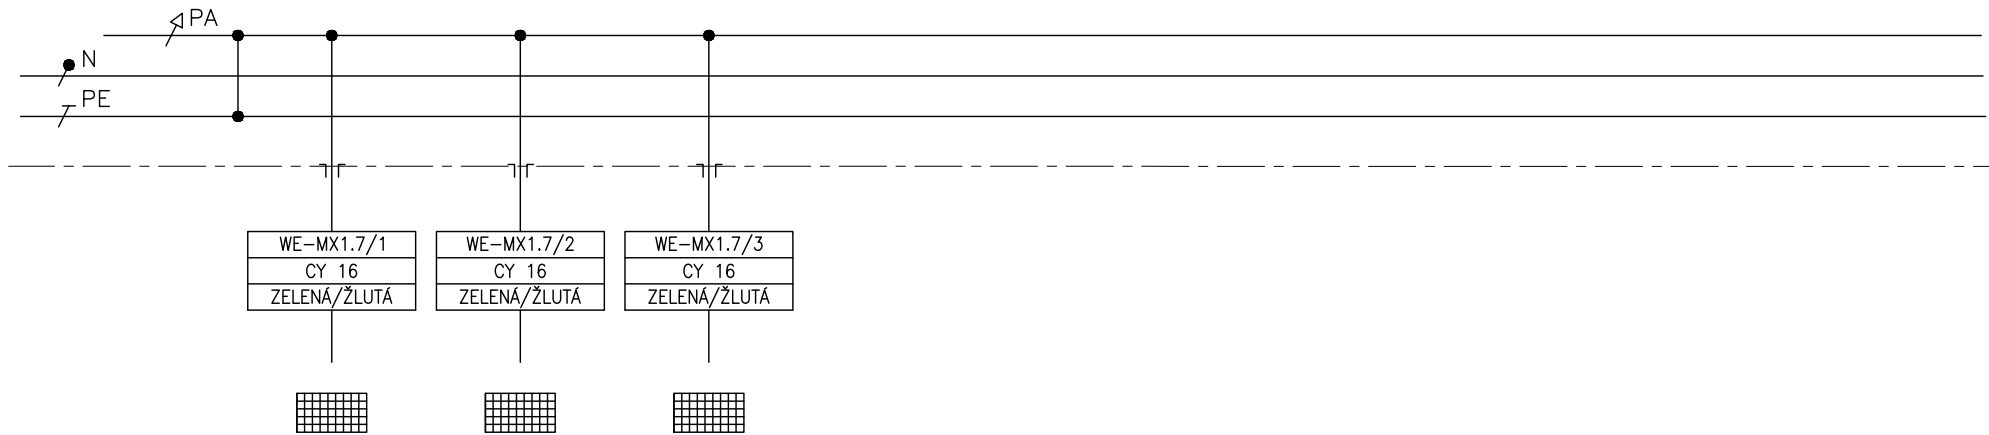 PA
N
PE
WE-MX1.7/1
CY 16
ZELENÁ/ŽLUTÁ
WE-MX1.7/2
CY 16
ZELENÁ/ŽLUTÁ
WE-MX1.7/3
CY 16
ZELENÁ/ŽLUTÁ